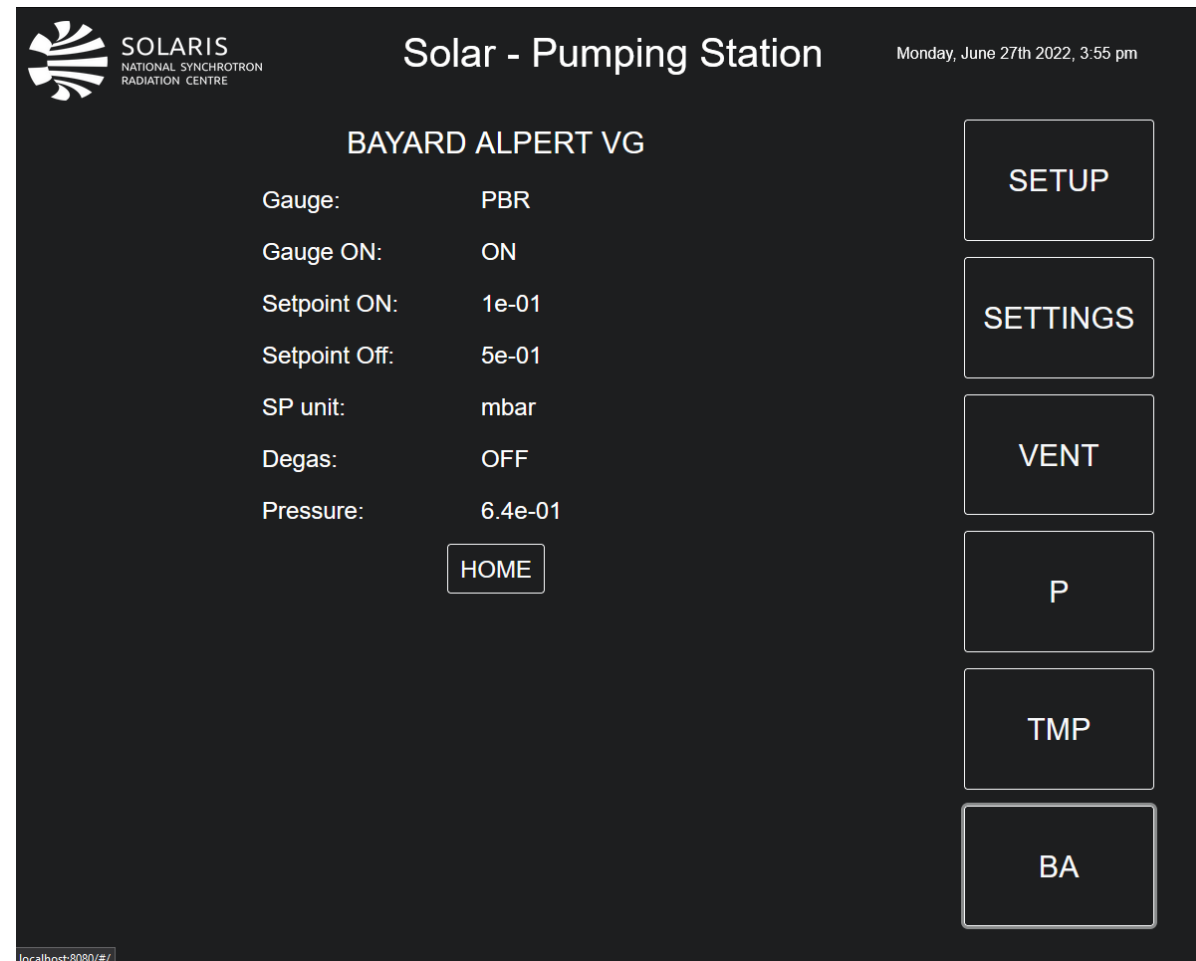 SOLARIS
NATIONAL SYNCHROTRON
RADIATION CENTRE
Solar - Pumping Station
Monday, June 27th 2022, 3:55 pm
BAYARD ALPERT VG
Gauge: PBR
Gauge ON: ON
Setpoint ON: 1e-01
Setpoint Off: 5e-01
SP unit: mbar
Degas: OFF
Pressure: 6.4e-01
HOME
SETUP
SETTINGS
VENT
P
TMP
BA
localhost:8080/#/